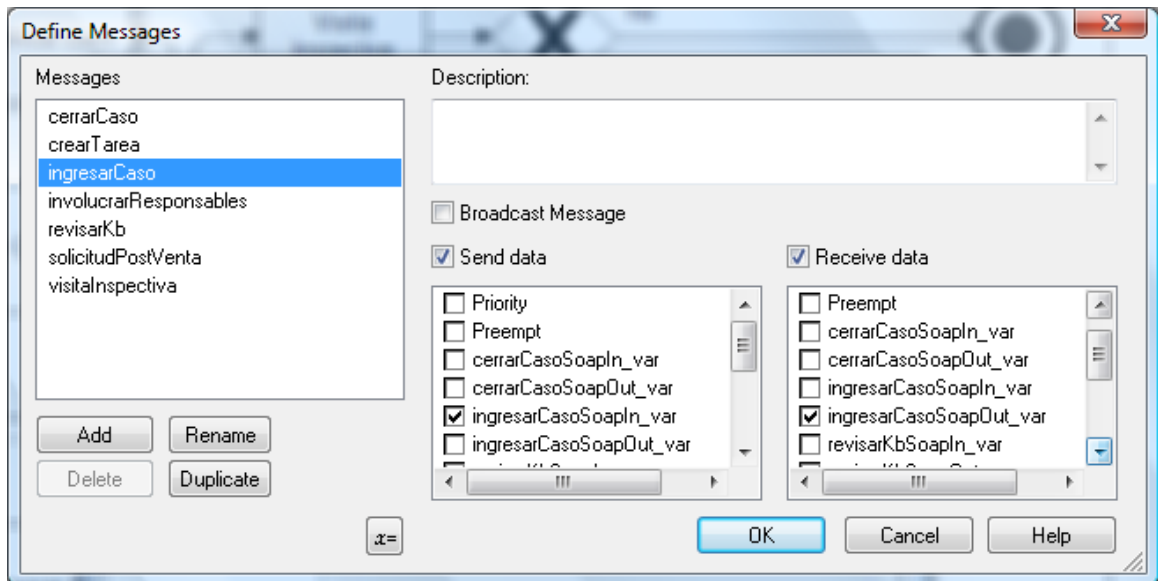 Define Messages
Messages
cerrarCaso
crearTarea
ingresarCaso
involucrarResponsables
revisarKb
solicitudPostVenta
visitaInspectiva
Add
Rename
Delete
Duplicate
x=
Description:
Broadcast Message
Send data
Priority
Preempt
cerrarCasoSoapIn_var
cerrarCasoSoapOut_var
ingresarCasoSoapIn_var
ingresarCasoSoapOut_var
Receive data
Preempt
cerrarCasoSoapIn_var
cerrarCasoSoapOut_var
ingresarCasoSoapIn_var
ingresarCasoSoapOut_var
revisarKbSoapIn_var
OK
Cancel
Help